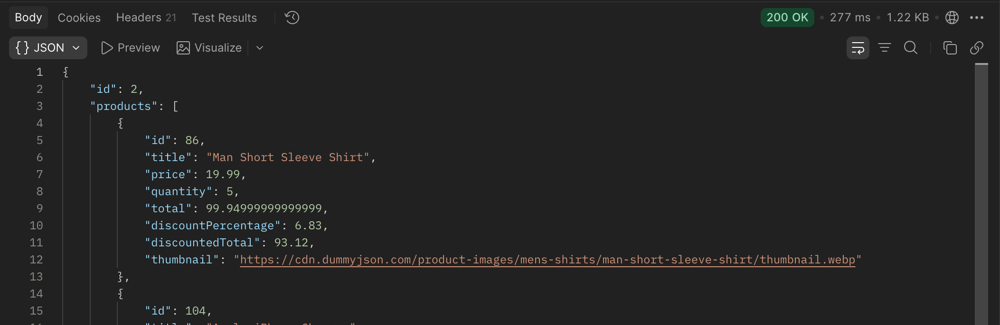 Body Cookies Headers 21 Test Results 200 OK • 277 ms • 1.22 KB •
{} JSON Preview Visualize
1 {
2 "id": 2,
3 "products": [
4 {
5 "id": 86,
6 "title": "Man Short Sleeve Shirt",
7 "price": 19.99,
8 "quantity": 5,
9 "total": 99.94999999999999,
10 "discountPercentage": 6.83,
11 "discountedTotal": 93.12,
12 "thumbnail": "https://cdn.dummyjson.com/product-images/mens-shirts/man-short-sleeve-shirt/thumbnail.webp"
13 },
14 {
15 "id": 104,